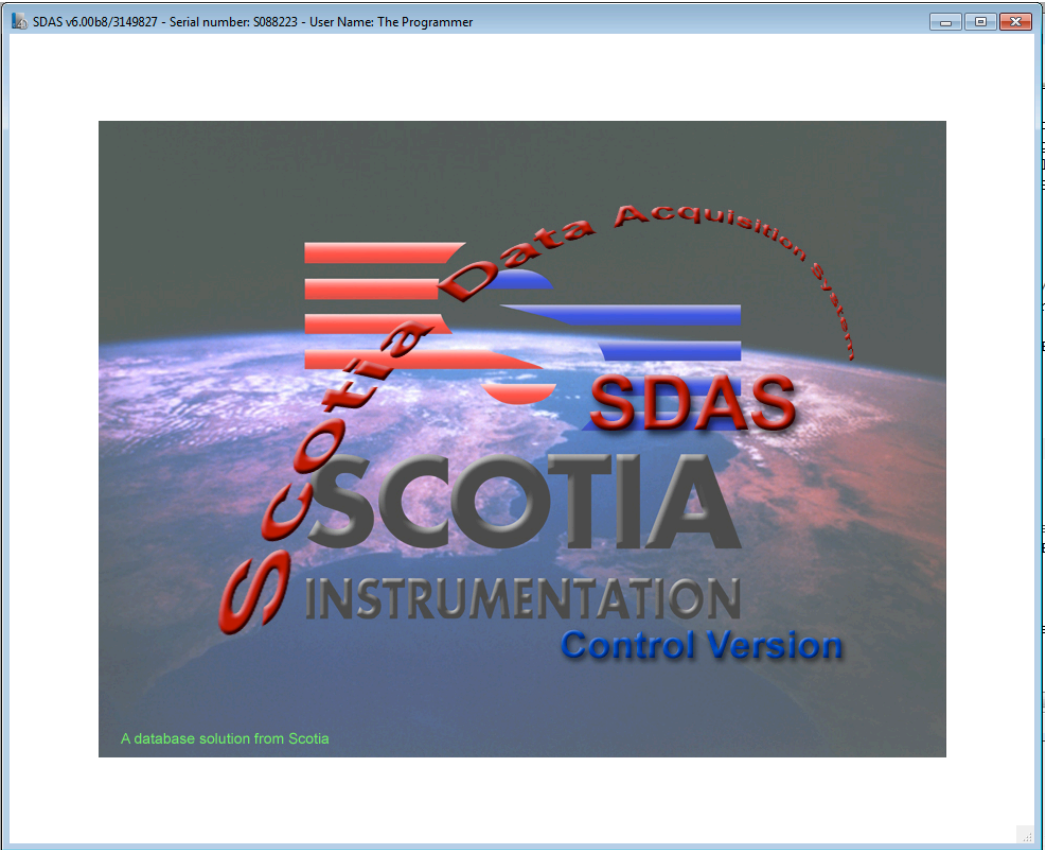 SDAS v6.00b8/3149827 - Serial number: S088223 - User Name: The Programmer
Scotia Data Acquisition System
SDAS
SCOTIA
INSTRUMENTATION
Control Version
A database solution from Scotia